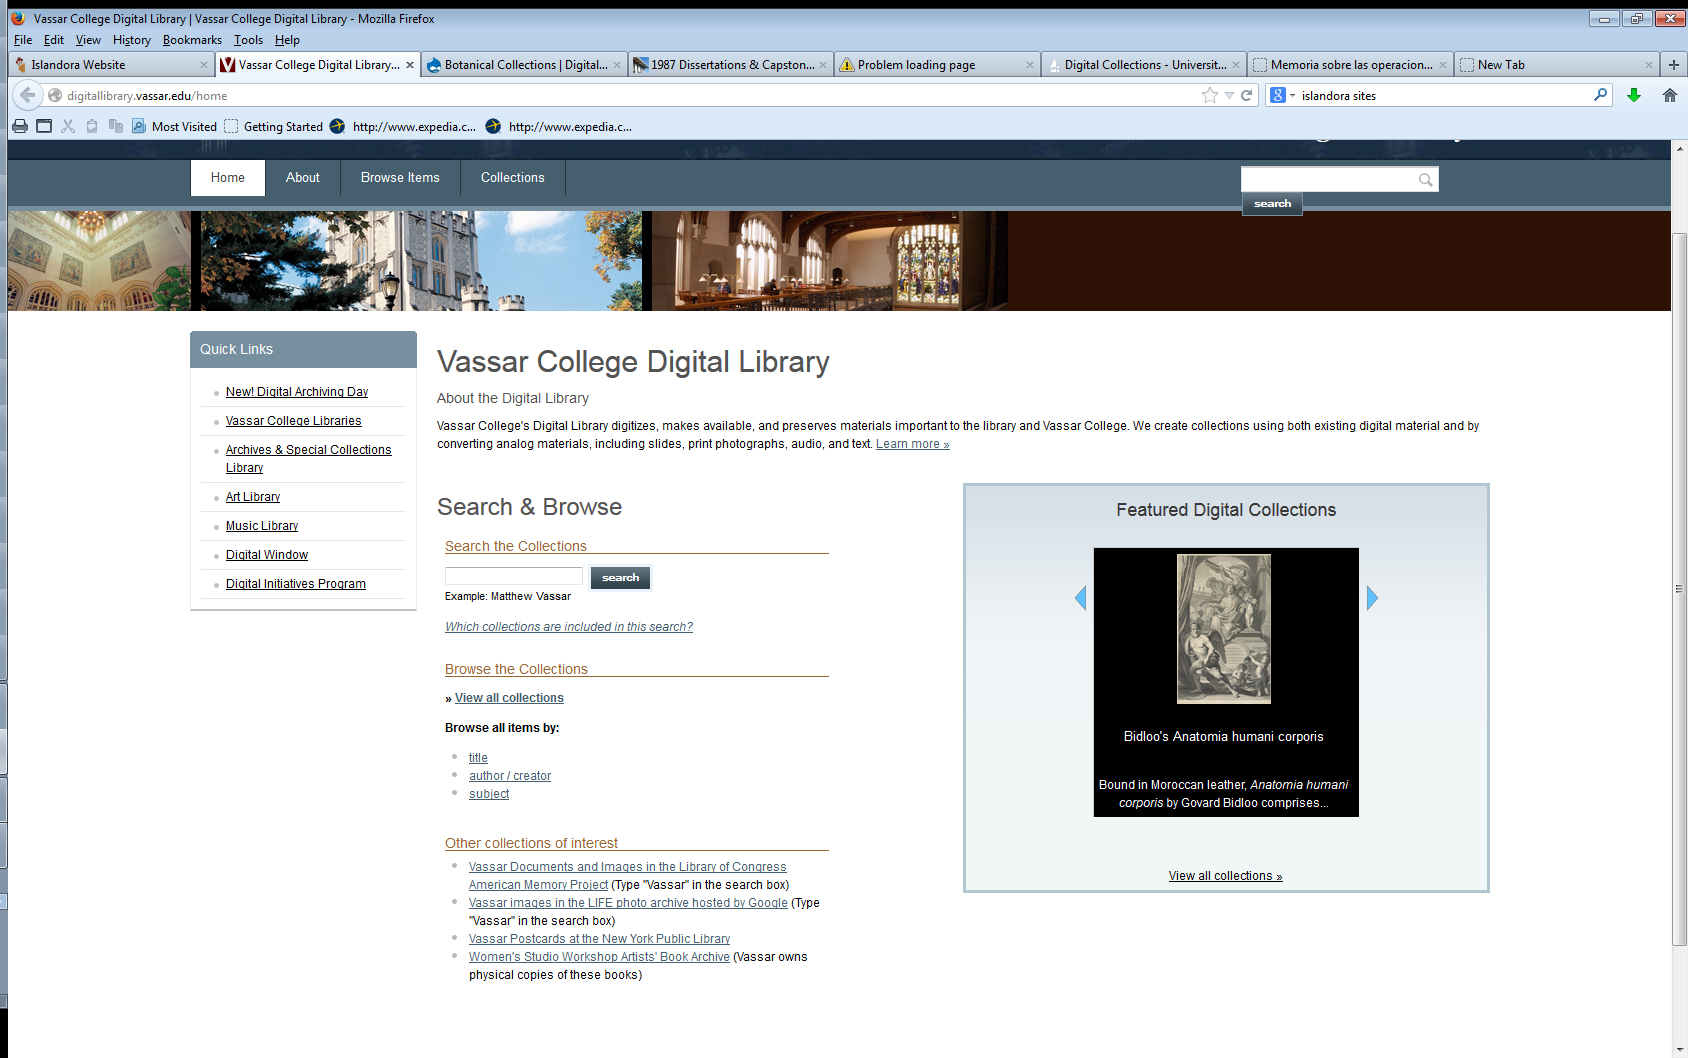 Vassar College Digital Library | Vassar College Digital Library - Mozilla Firefox
File Edit View History Bookmarks Tools Help
Islandora Website
Vassar College Digital Library...
Botanical Collections | Digital...
1987 Dissertations & Capston...
Problem loading page
Digital Collections - Universit...
Memoria sobre las operacion...
New Tab
digitallibrary.vassar.edu/home
islandora sites
Most Visited Getting Started http://www.expedia.c... http://www.expedia.c...
Home About Browse Items Collections
search
Quick Links
New! Digital Archiving Day
Vassar College Libraries
Archives & Special Collections
Library
Art Library
Music Library
Digital Window
Digital Initiatives Program
Vassar College Digital Library
About the Digital Library
Vassar College's Digital Library digitizes, makes available, and preserves materials important to the library and Vassar College. We create collections using both existing digital material and by
converting analog materials, including slides, print photographs, audio, and text. Learn more »
Search & Browse
Search the Collections
search
Example: Matthew Vassar
Which collections are included in this search?
Browse the Collections
» View all collections
Browse all items by:
title
author / creator
subject
Other collections of interest
Vassar Documents and Images in the Library of Congress
American Memory Project (Type "Vassar" in the search box)
Vassar images in the LIFE photo archive hosted by Google (Type
"Vassar" in the search box)
Vassar Postcards at the New York Public Library
Women's Studio Workshop Artists' Book Archive (Vassar owns
physical copies of these books)
Featured Digital Collections
Bidloo's Anatomia humani corporis
Bound in Moroccan leather, Anatomia humani
corporis by Govard Bidloo comprises...
View all collections »